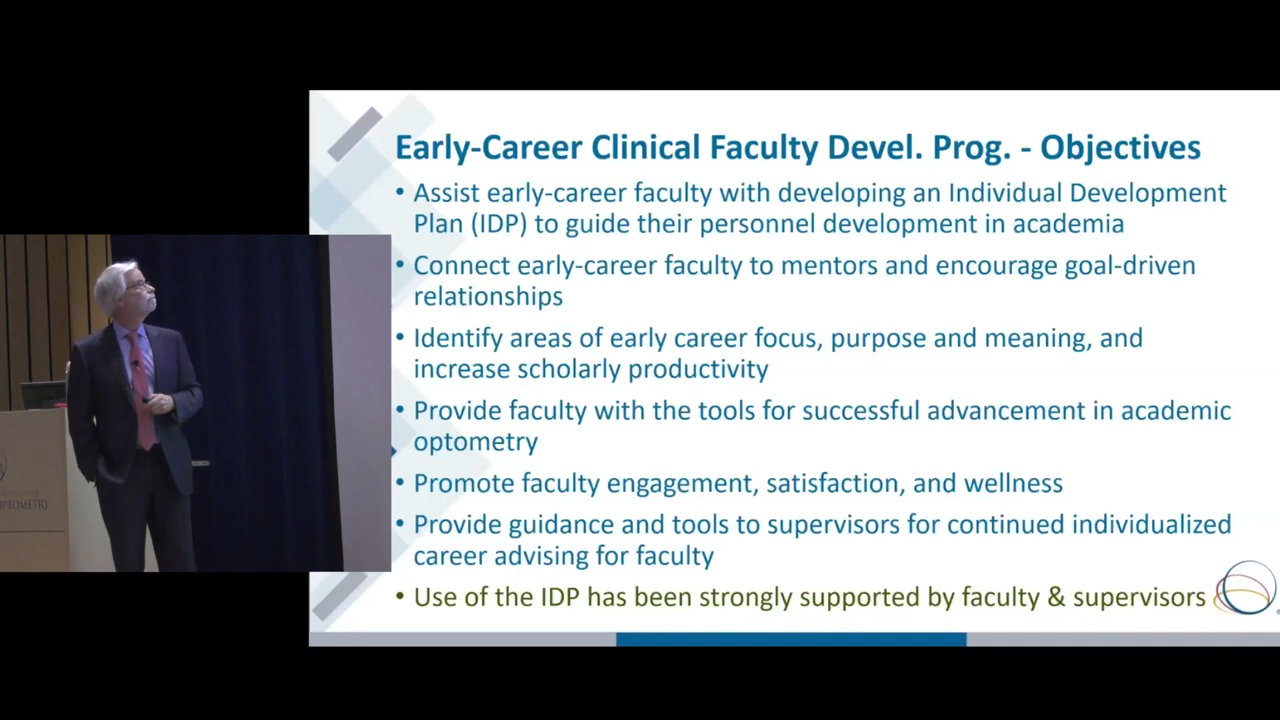 Early-Career Clinical Faculty Devel. Prog. - Objectives
• Assist early-career faculty with developing an Individual Development
Plan (IDP) to guide their personnel development in academia
• Connect early-career faculty to mentors and encourage goal-driven
relationships
• Identify areas of early career focus, purpose and meaning, and
increase scholarly productivity
• Provide faculty with the tools for successful advancement in academic
optometry
• Promote faculty engagement, satisfaction, and wellness
• Provide guidance and tools to supervisors for continued individualized
career advising for faculty
• Use of the IDP has been strongly supported by faculty & supervisors